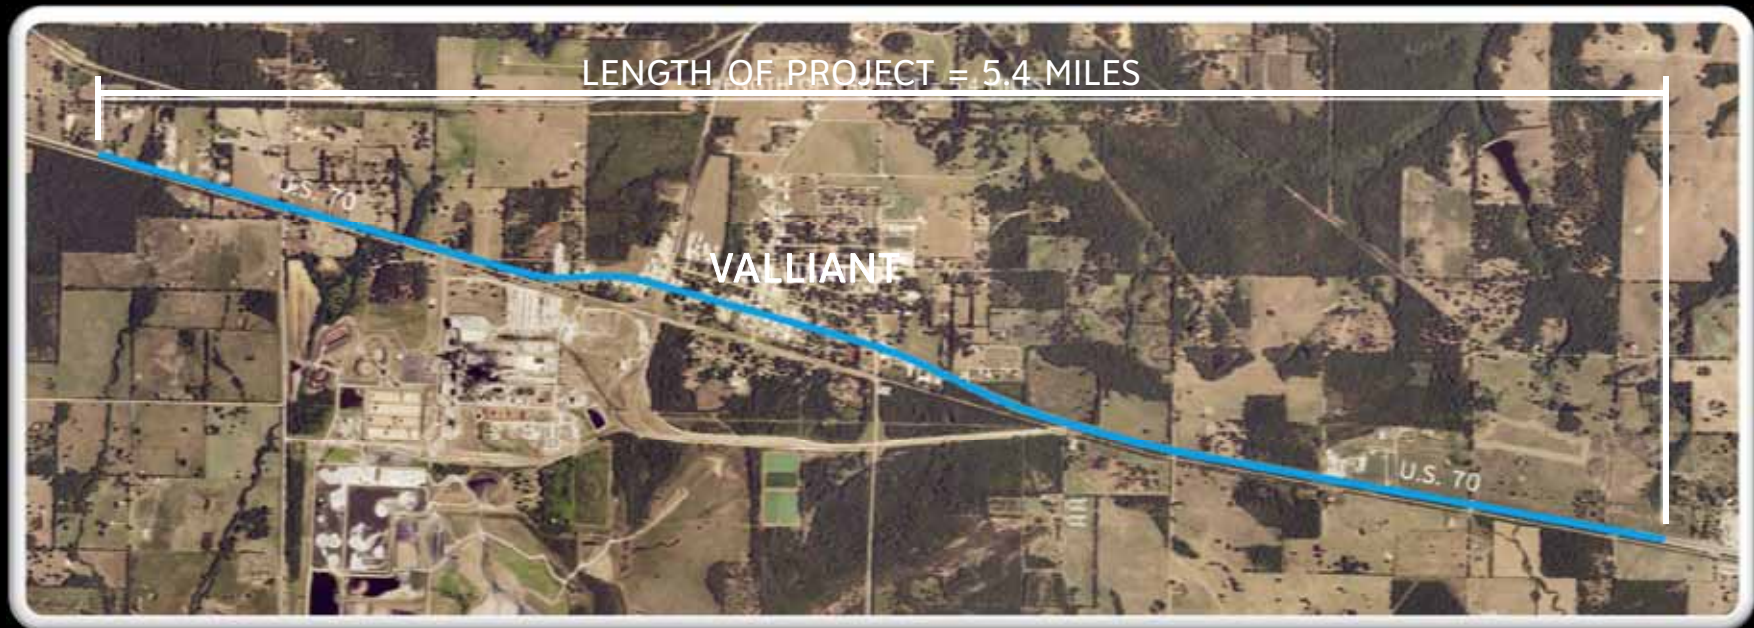 LENGTH OF PROJECT = 5.4 MILES
U.S. 70
VALLIANT
U.S. 70